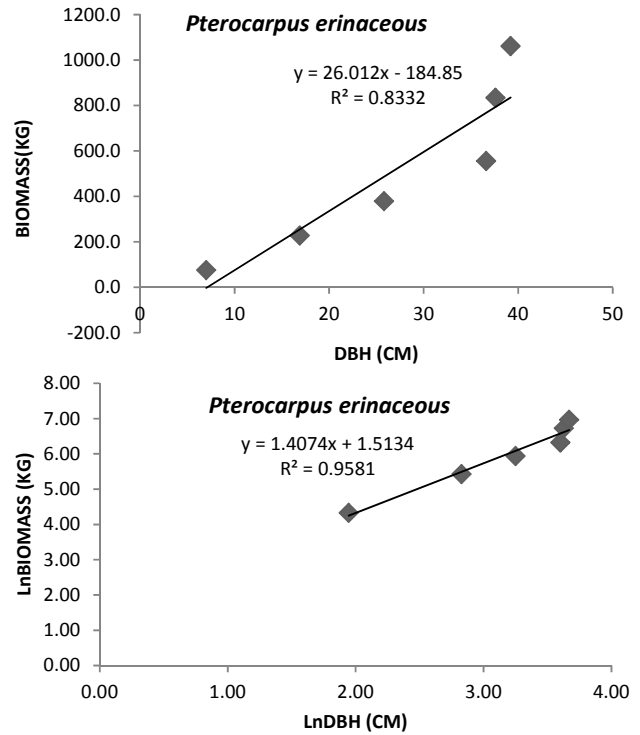 Pterocarpus erinaceous
y = 26.012x - 184.85
R² = 0.8332
1200.0
1000.0
800.0
600.0
400.0
200.0
0.0
-200.0
BIOMASS(KG)
0 10 20 30 40 50
DBH (CM)
Pterocarpus erinaceous
y = 1.4074x + 1.5134
R² = 0.9581
8.00
7.00
6.00
5.00
4.00
3.00
2.00
1.00
0.00
LnBIOMASS (KG)
0.00 1.00 2.00 3.00 4.00
LnDBH (CM)